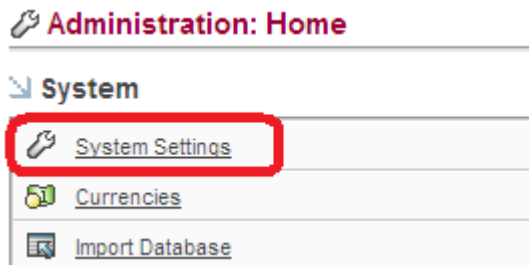 Administration: Home
System
System Settings
Currencies
Import Database